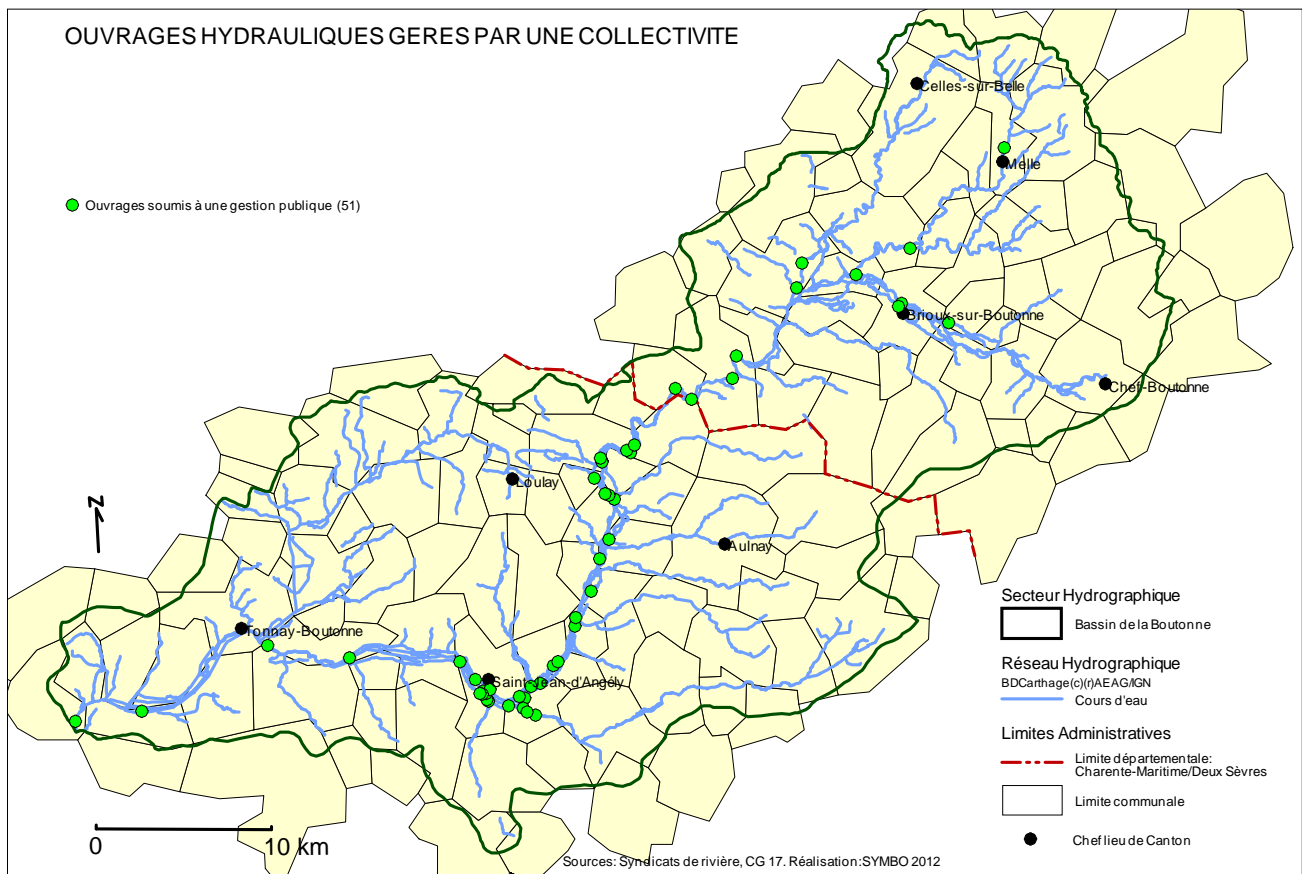 OUVRAGES HYDRAULIQUES GERES PAR UNE COLLECTIVITE
Celles-sur-Belle
Melle
Ouvrages soumis à une gestion publique (51)
Brioux-sur-Boutonne
Chef-Boutonne
Loulay
N
Aulnay
Secteur Hydrographique
Bassin de la Boutonne
Tonnay-Boutonne
Réseau Hydrographique
BDCarthage(c)(r)AEAG/IGN
Cours d'eau
Saint-Jean-d'Angély
Limites Administratives
Limite départementale:
Charente-Maritime/Deux Sèvres
Limite communale
Chef lieu de Canton
0 10 km
Sources: Syndicats de rivière, CG 17. Réalisation:SYMBO 2012